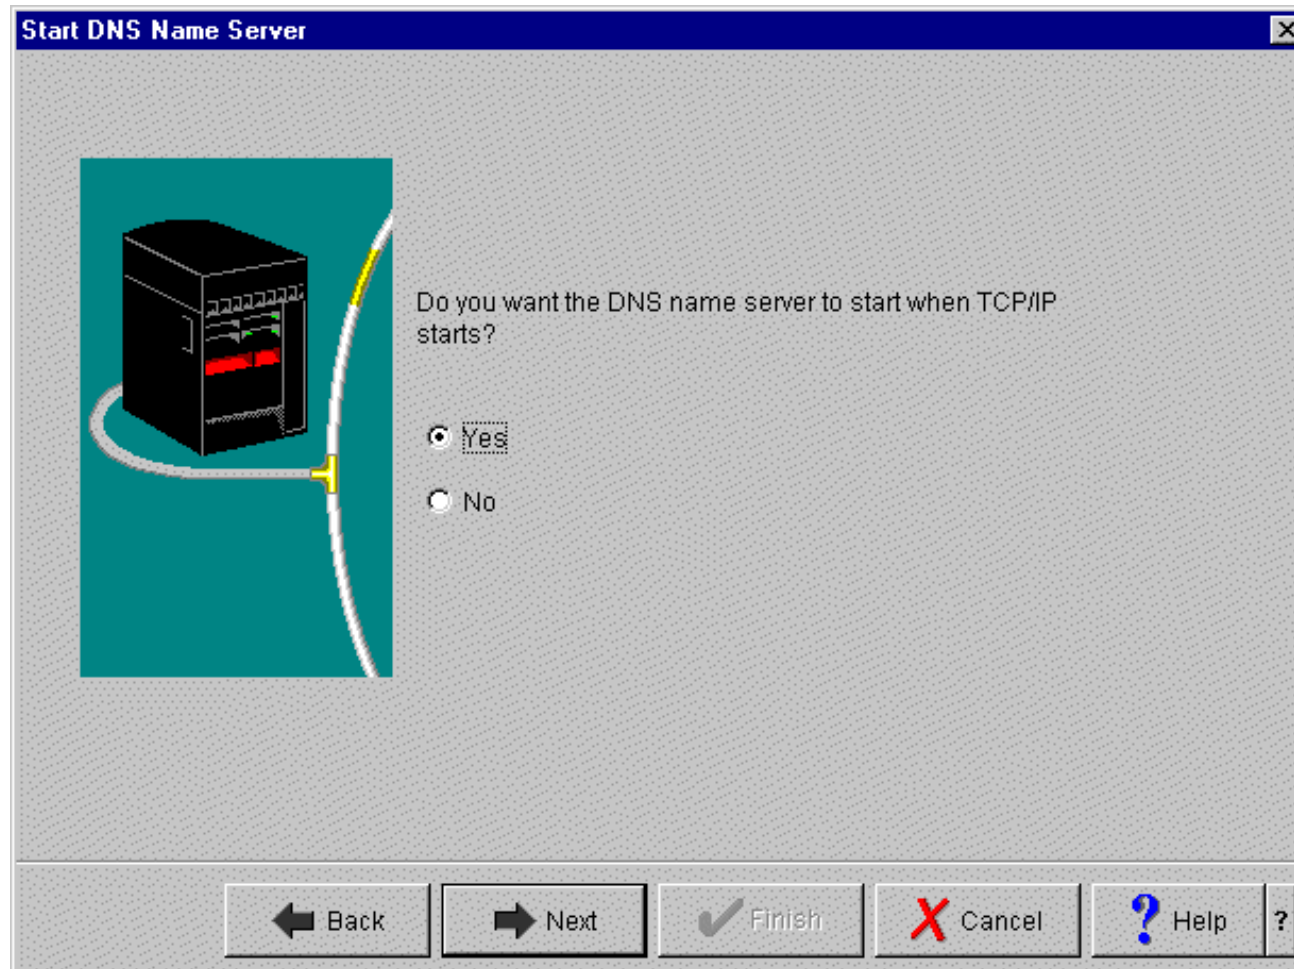 Start DNS Name Server
Do you want the DNS name server to start when TCP/IP
starts?
Yes
No
Back
Next
Finish
Cancel
? Help
?